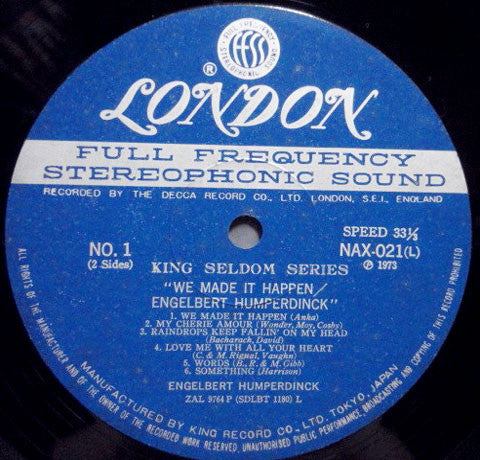 FULL FREQUENCY
ffss
STEREOPHONIC SOUND
®
LONDON
FULL FREQUENCY
STEREOPHONIC SOUND
RECORDED BY THE DECCA RECORD CO., LTD. LONDON, S.E.I., ENGLAND
SPEED 33⅓
NO. 1
NAX-021(L)
(2 Sides)
℗ 1973
KING SELDOM SERIES
"WE MADE IT HAPPEN/
ENGELBERT HUMPERDINCK"
1. WE MADE IT HAPPEN (Anka)
2. MY CHERIE AMOUR (Wonder, Moy, Cosby)
3. RAINDROPS KEEP FALLIN' ON MY HEAD
(Bacharach, David)
4. LOVE ME WITH ALL YOUR HEART
(C. & M. Rigual, Vaughn)
5. WORDS (B., R. & M. Gibb)
6. SOMETHING (Harrison)
ENGELBERT HUMPERDINCK
ZAL 9764 P (SDLBT 1180) L
MANUFACTURED BY KING RECORD CO., LTD. TOKYO, JAPAN
ALL RIGHTS OF THE MANUFACTURER AND OF THE OWNER OF THE RECORDED WORK RESERVED. UNAUTHORISED PUBLIC PERFORMANCE, BROADCASTING AND COPYING OF THIS RECORD PROHIBITED